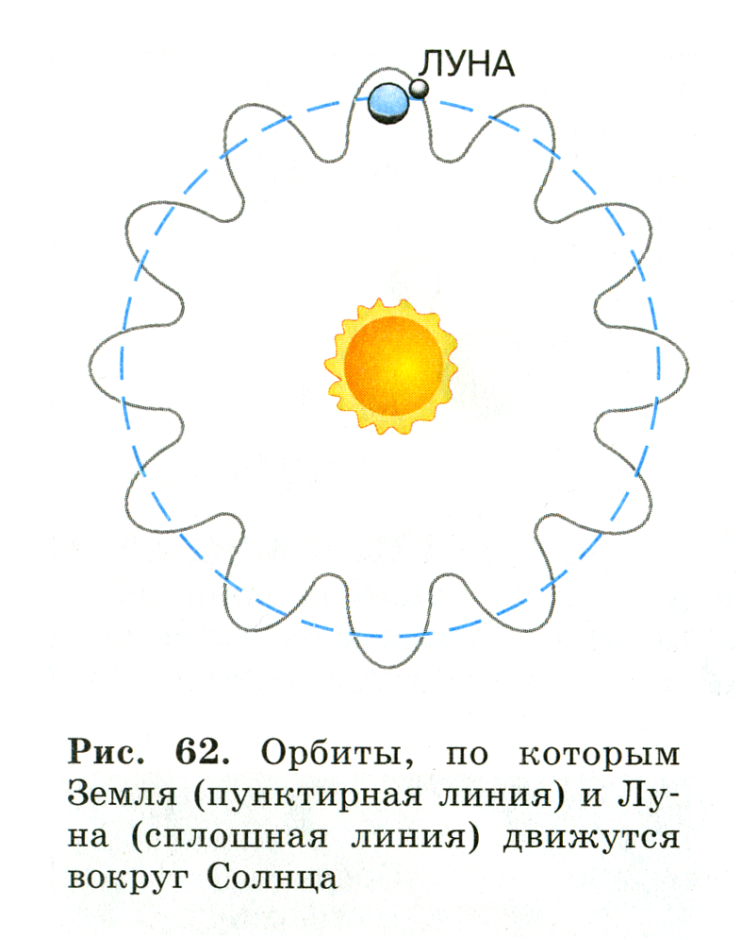 ЛУНА
Рис. 62. Орбиты, по которым
Земля (пунктирная линия) и Лу-
на (сплошная линия) движутся
вокруг Солнца